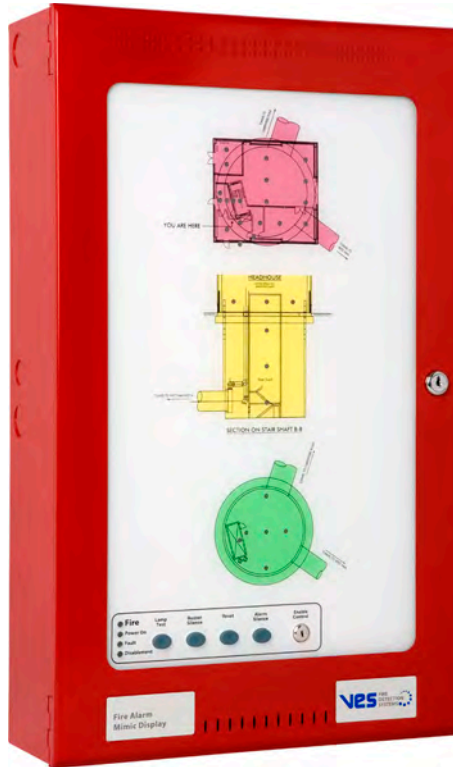 YOU ARE HERE
HEADHOUSE
SECTION ON STAIR SHAFT B-B
Fire
Power On
Fault
Disablement
Lamp
Test
Buzzer
Silence
Reset
Alarm
Silence
Disable
Control
Fire Alarm
Mimic Display
ves FIRE
DETECTION
SYSTEMS